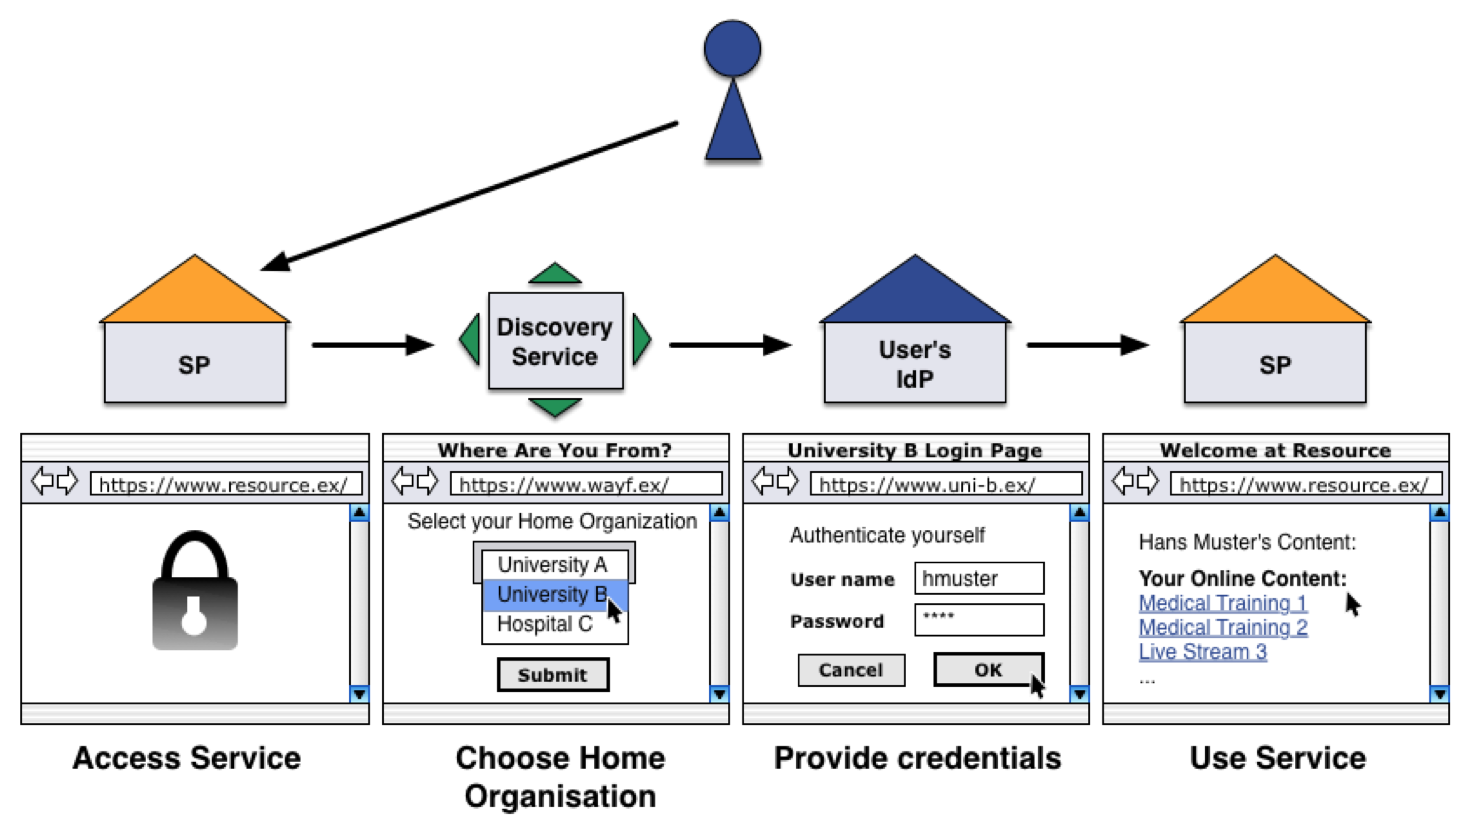 SP
Discovery
Service
User's
IdP
SP
https://www.resource.ex/
Where Are You From?
https://www.wayf.ex/
Select your Home Organization
University A
University B
Hospital C
Submit
University B Login Page
https://www.uni-b.ex/
Authenticate yourself
User name hmuster
Password ****
Cancel OK
Welcome at Resource
https://www.resource.ex/
Hans Muster's Content:
Your Online Content:
Medical Training 1
Medical Training 2
Live Stream 3
...
Access Service
Choose Home
Organisation
Provide credentials
Use Service